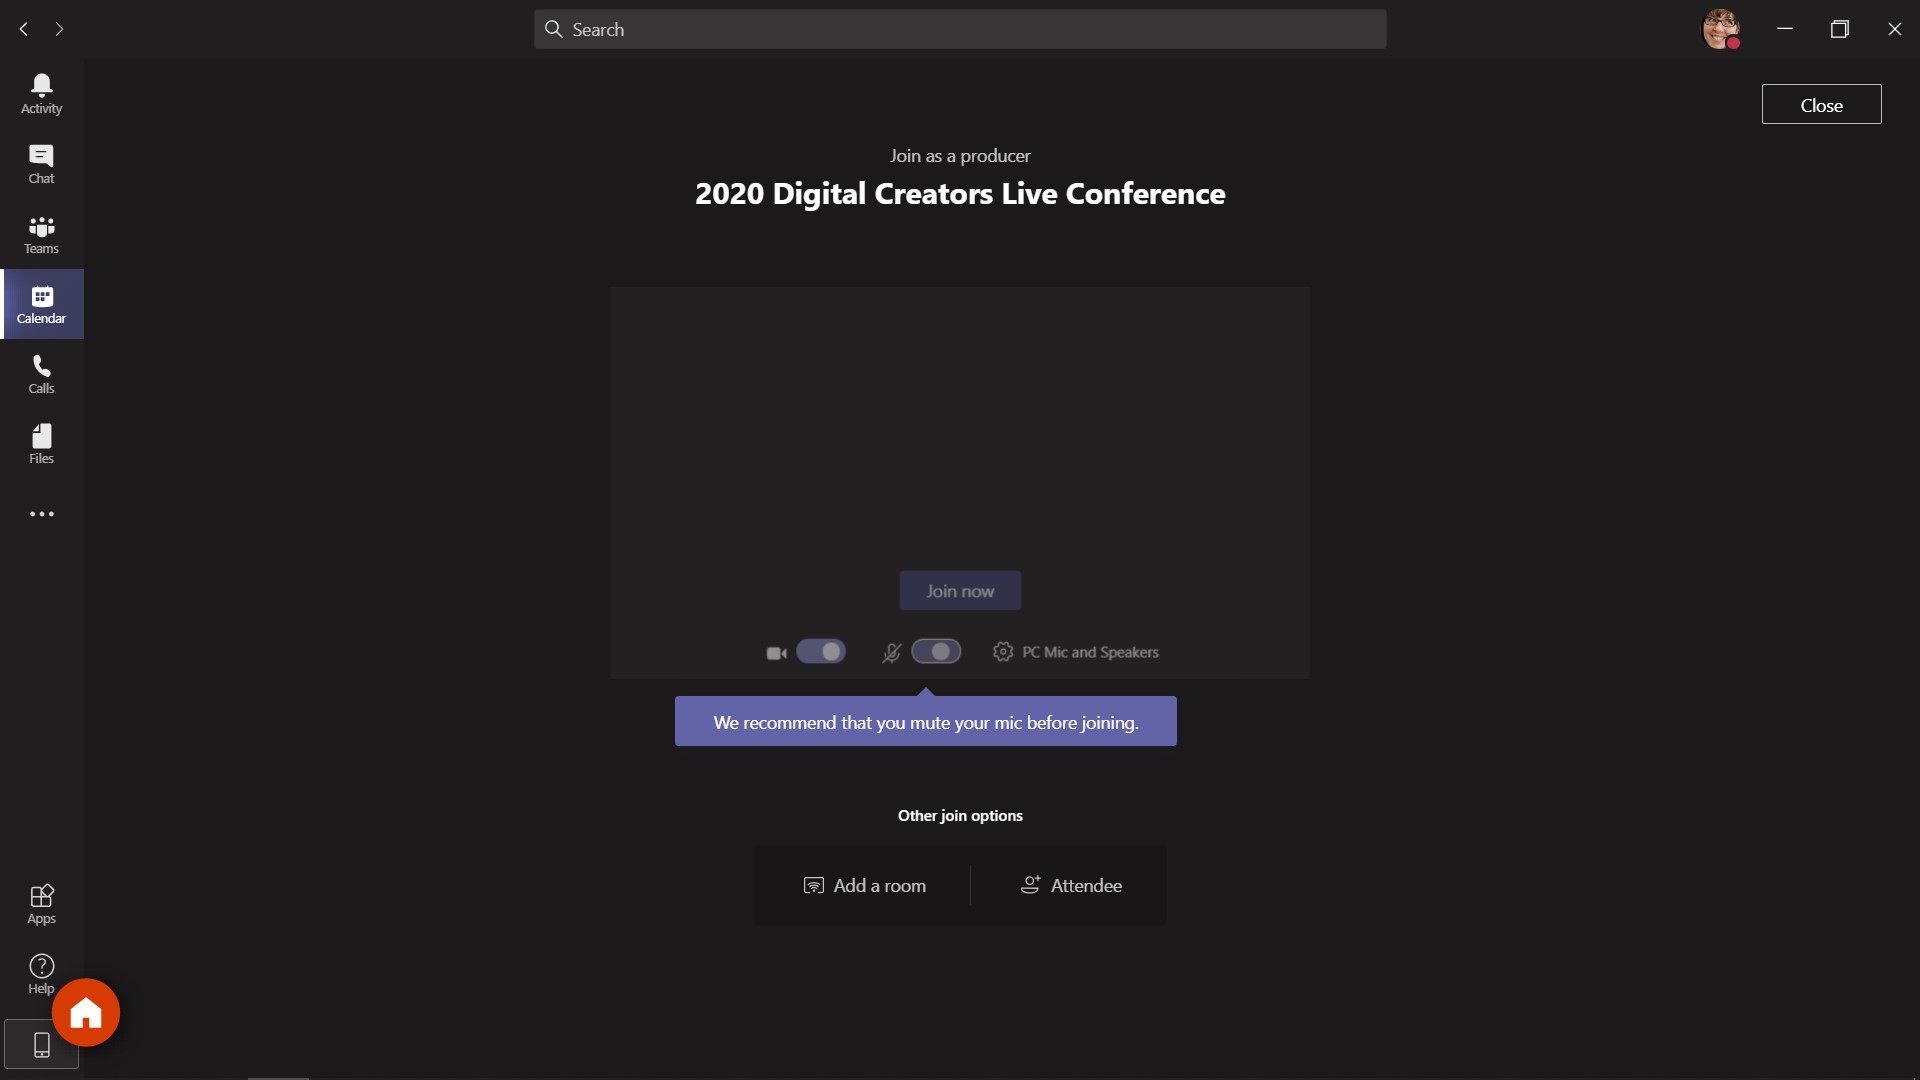 Search
Activity
Chat
Teams
Calendar
Calls
Files
Apps
Help
Close
Join as a producer
2020 Digital Creators Live Conference
Join now
PC Mic and Speakers
We recommend that you mute your mic before joining.
Other join options
Add a room
Attendee